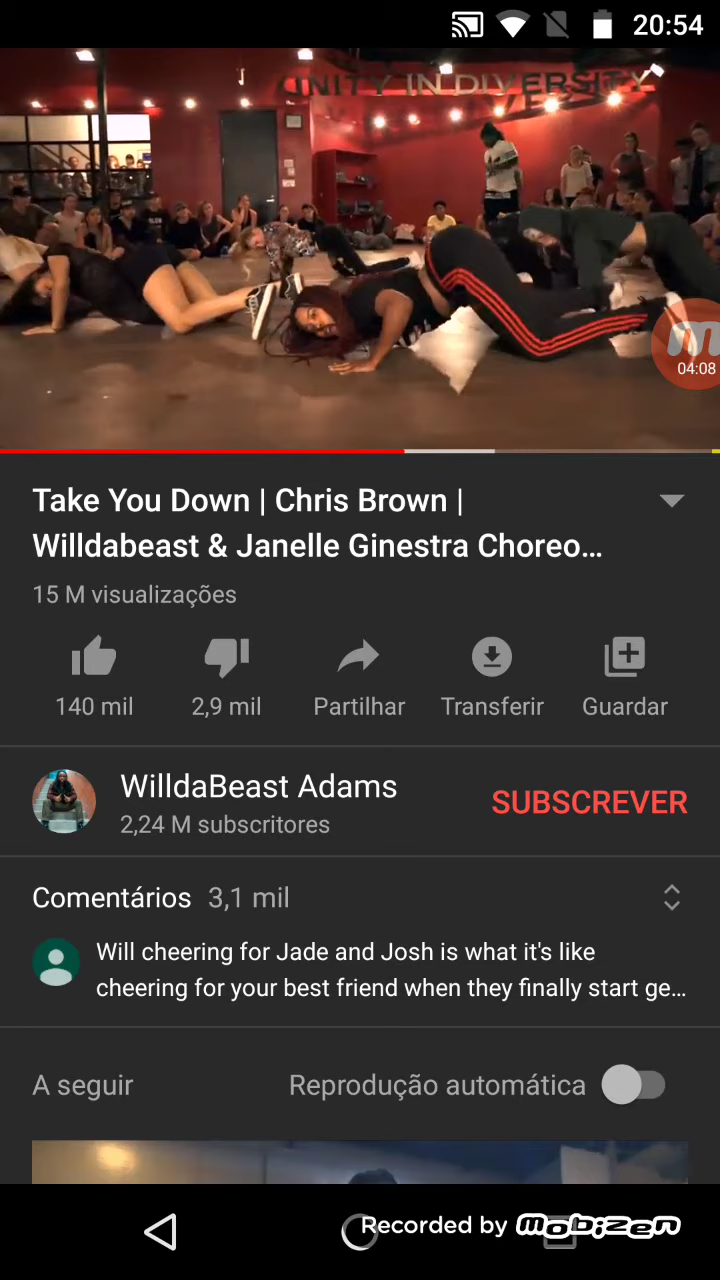 20:54
UNITY IN DIVERSITY
04:08
Take You Down | Chris Brown |
Willdabeast & Janelle Ginestra Choreo...
15 M visualizações
140 mil
2,9 mil
Partilhar
Transferir
Guardar
WilldaBeast Adams
2,24 M subscritores
SUBSCREVER
Comentários 3,1 mil
Will cheering for Jade and Josh is what it's like
cheering for your best friend when they finally start ge...
A seguir
Reprodução automática
Recorded by mobizen